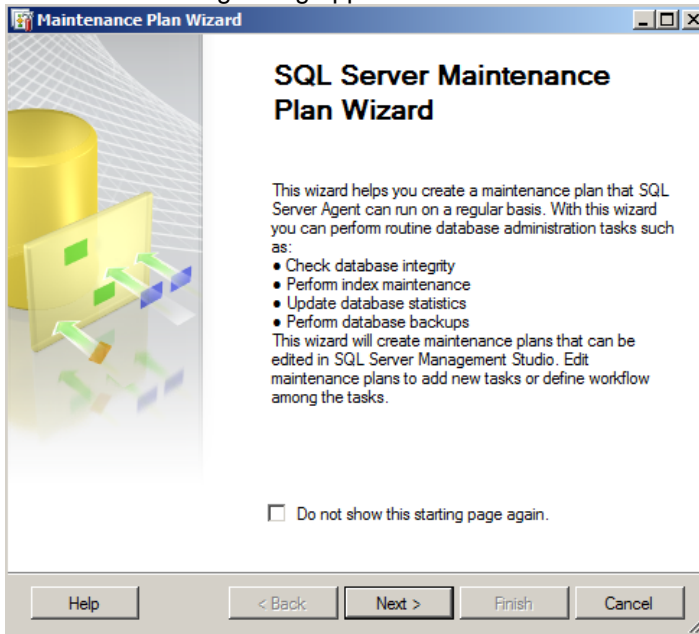 Maintenance Plan Wizard
SQL Server Maintenance
Plan Wizard
This wizard helps you create a maintenance plan that SQL
Server Agent can run on a regular basis. With this wizard
you can perform routine database administration tasks such
as:
● Check database integrity
● Perform index maintenance
● Update database statistics
● Perform database backups
This wizard will create maintenance plans that can be
edited in SQL Server Management Studio. Edit
maintenance plans to add new tasks or define workflow
among the tasks.
Do not show this starting page again.
Help < Back Next > Finish Cancel